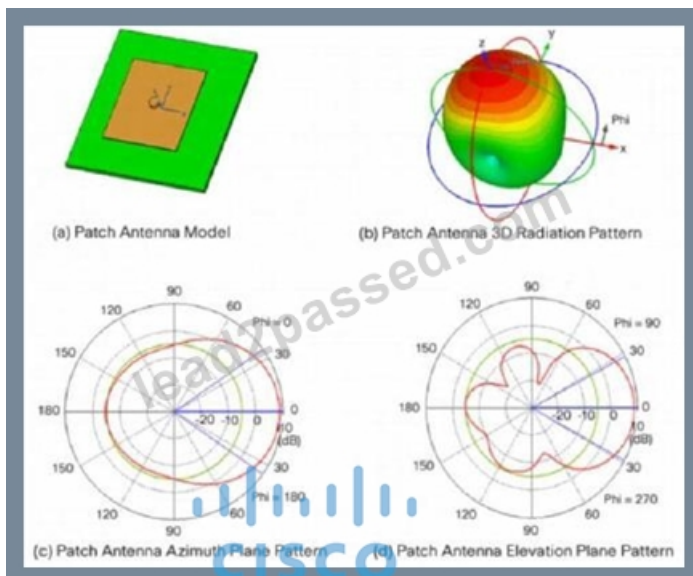 z
y
Phi
x
(a) Patch Antenna Model
(b) Patch Antenna 3D Radiation Pattern
lead2passed.com
90
120
60
Phi = 0
150
30
180
-20 -10 0
0
10
(dB)
150
30
Phi = 180
120
60
90
90
120
60
Phi = 90
150
30
180
-20 -10 0
0
10
(dB)
150
30
Phi = 270
120
60
90
(c) Patch Antenna Azimuth Plane Pattern
(d) Patch Antenna Elevation Plane Pattern
CISCO